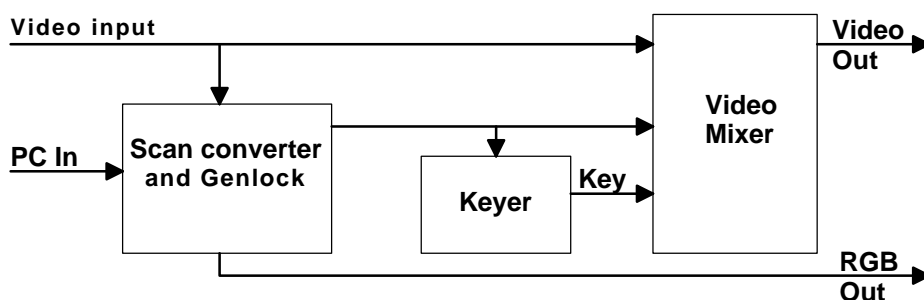 Video input
Video
Out
Video
Mixer
Scan converter
and Genlock
PC In
Key
Keyer
RGB
Out